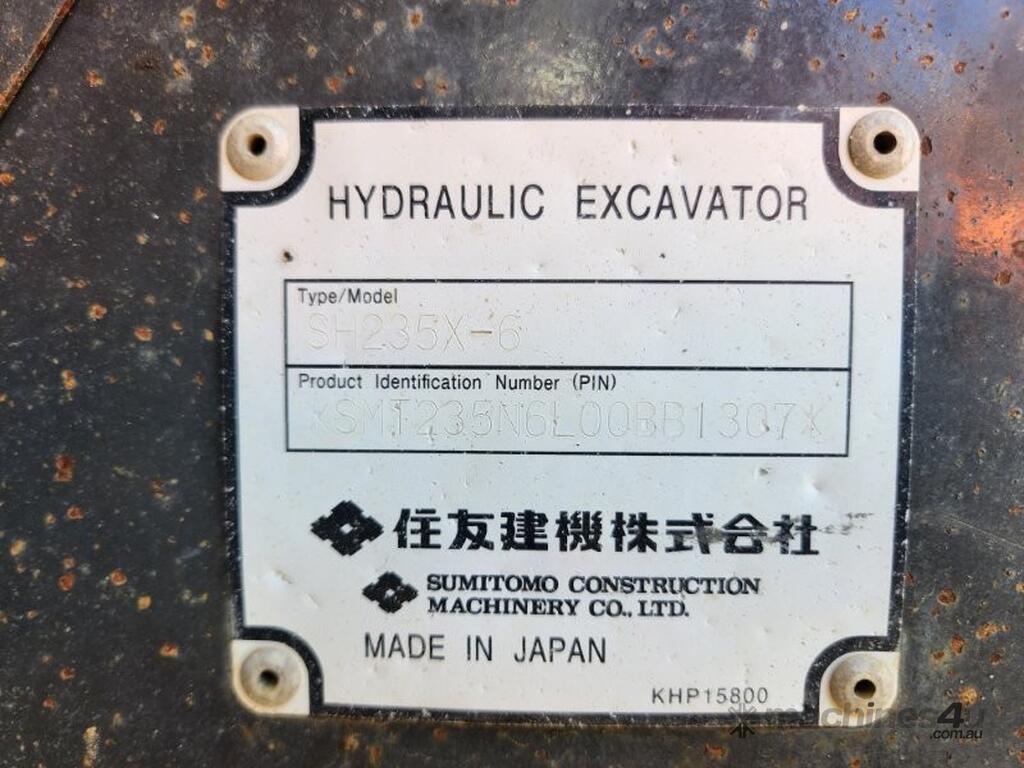 HYDRAULIC EXCAVATOR
Type/Model
SH235X-6
Product Identification Number (PIN)
*SMT235N6L00BB1307*
住友建機株式会社
SUMITOMO CONSTRUCTION
MACHINERY CO., LTD.
MADE IN JAPAN
KHP15800
machines4u
.com.au